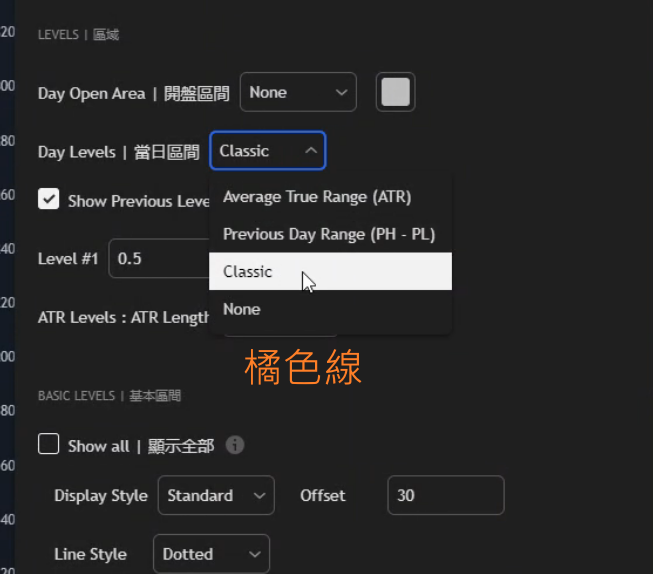 20
LEVELS | 區域
00
Day Open Area | 開盤區間 None
80
Day Levels | 當日區間 Classic
60
Show Previous Leve
Average True Range (ATR)
Previous Day Range (PH - PL)
40
Level #1 0.5
Classic
20
ATR Levels : ATR Length
None
00
橘色線
80
BASIC LEVELS | 基本區間
Show all | 顯示全部
60
Display Style Standard Offset 30
40
Line Style Dotted
20